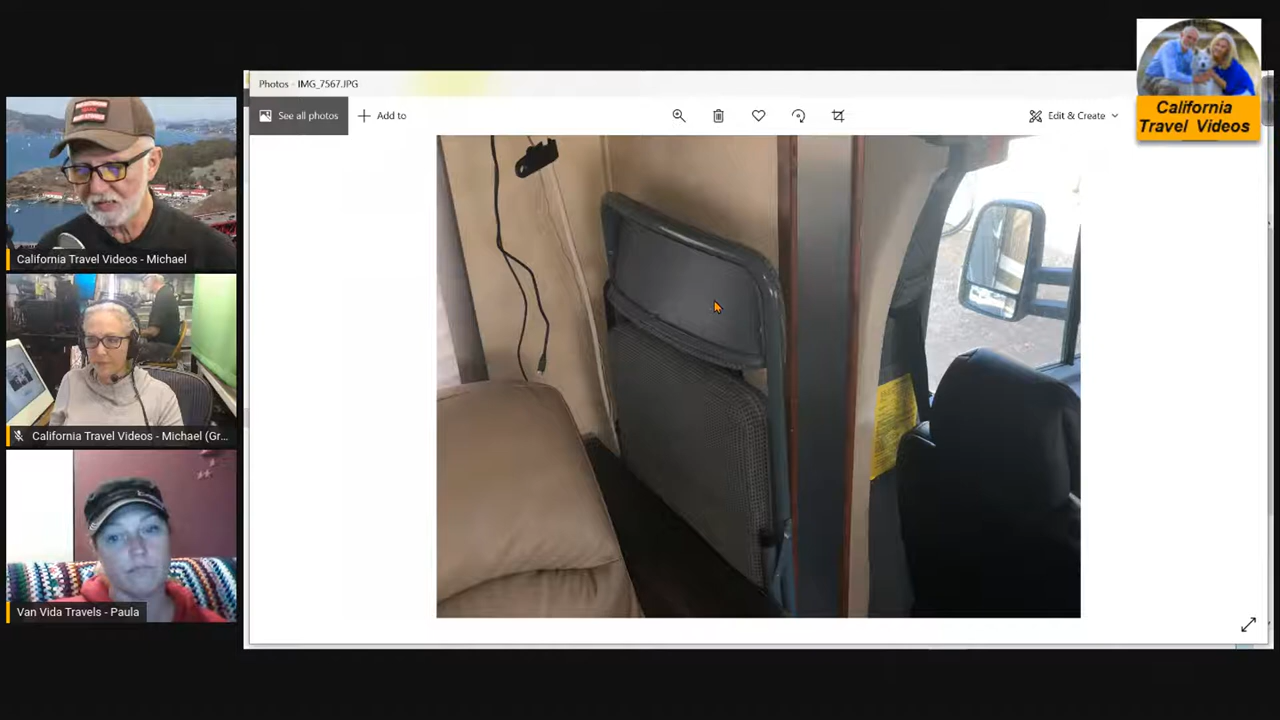 Photos - IMG_7567.JPG
See all photos
Add to
Edit & Create
California
Travel Videos
California Travel Videos - Michael
California Travel Videos - Michael (Gr...
Van Vida Travels - Paula